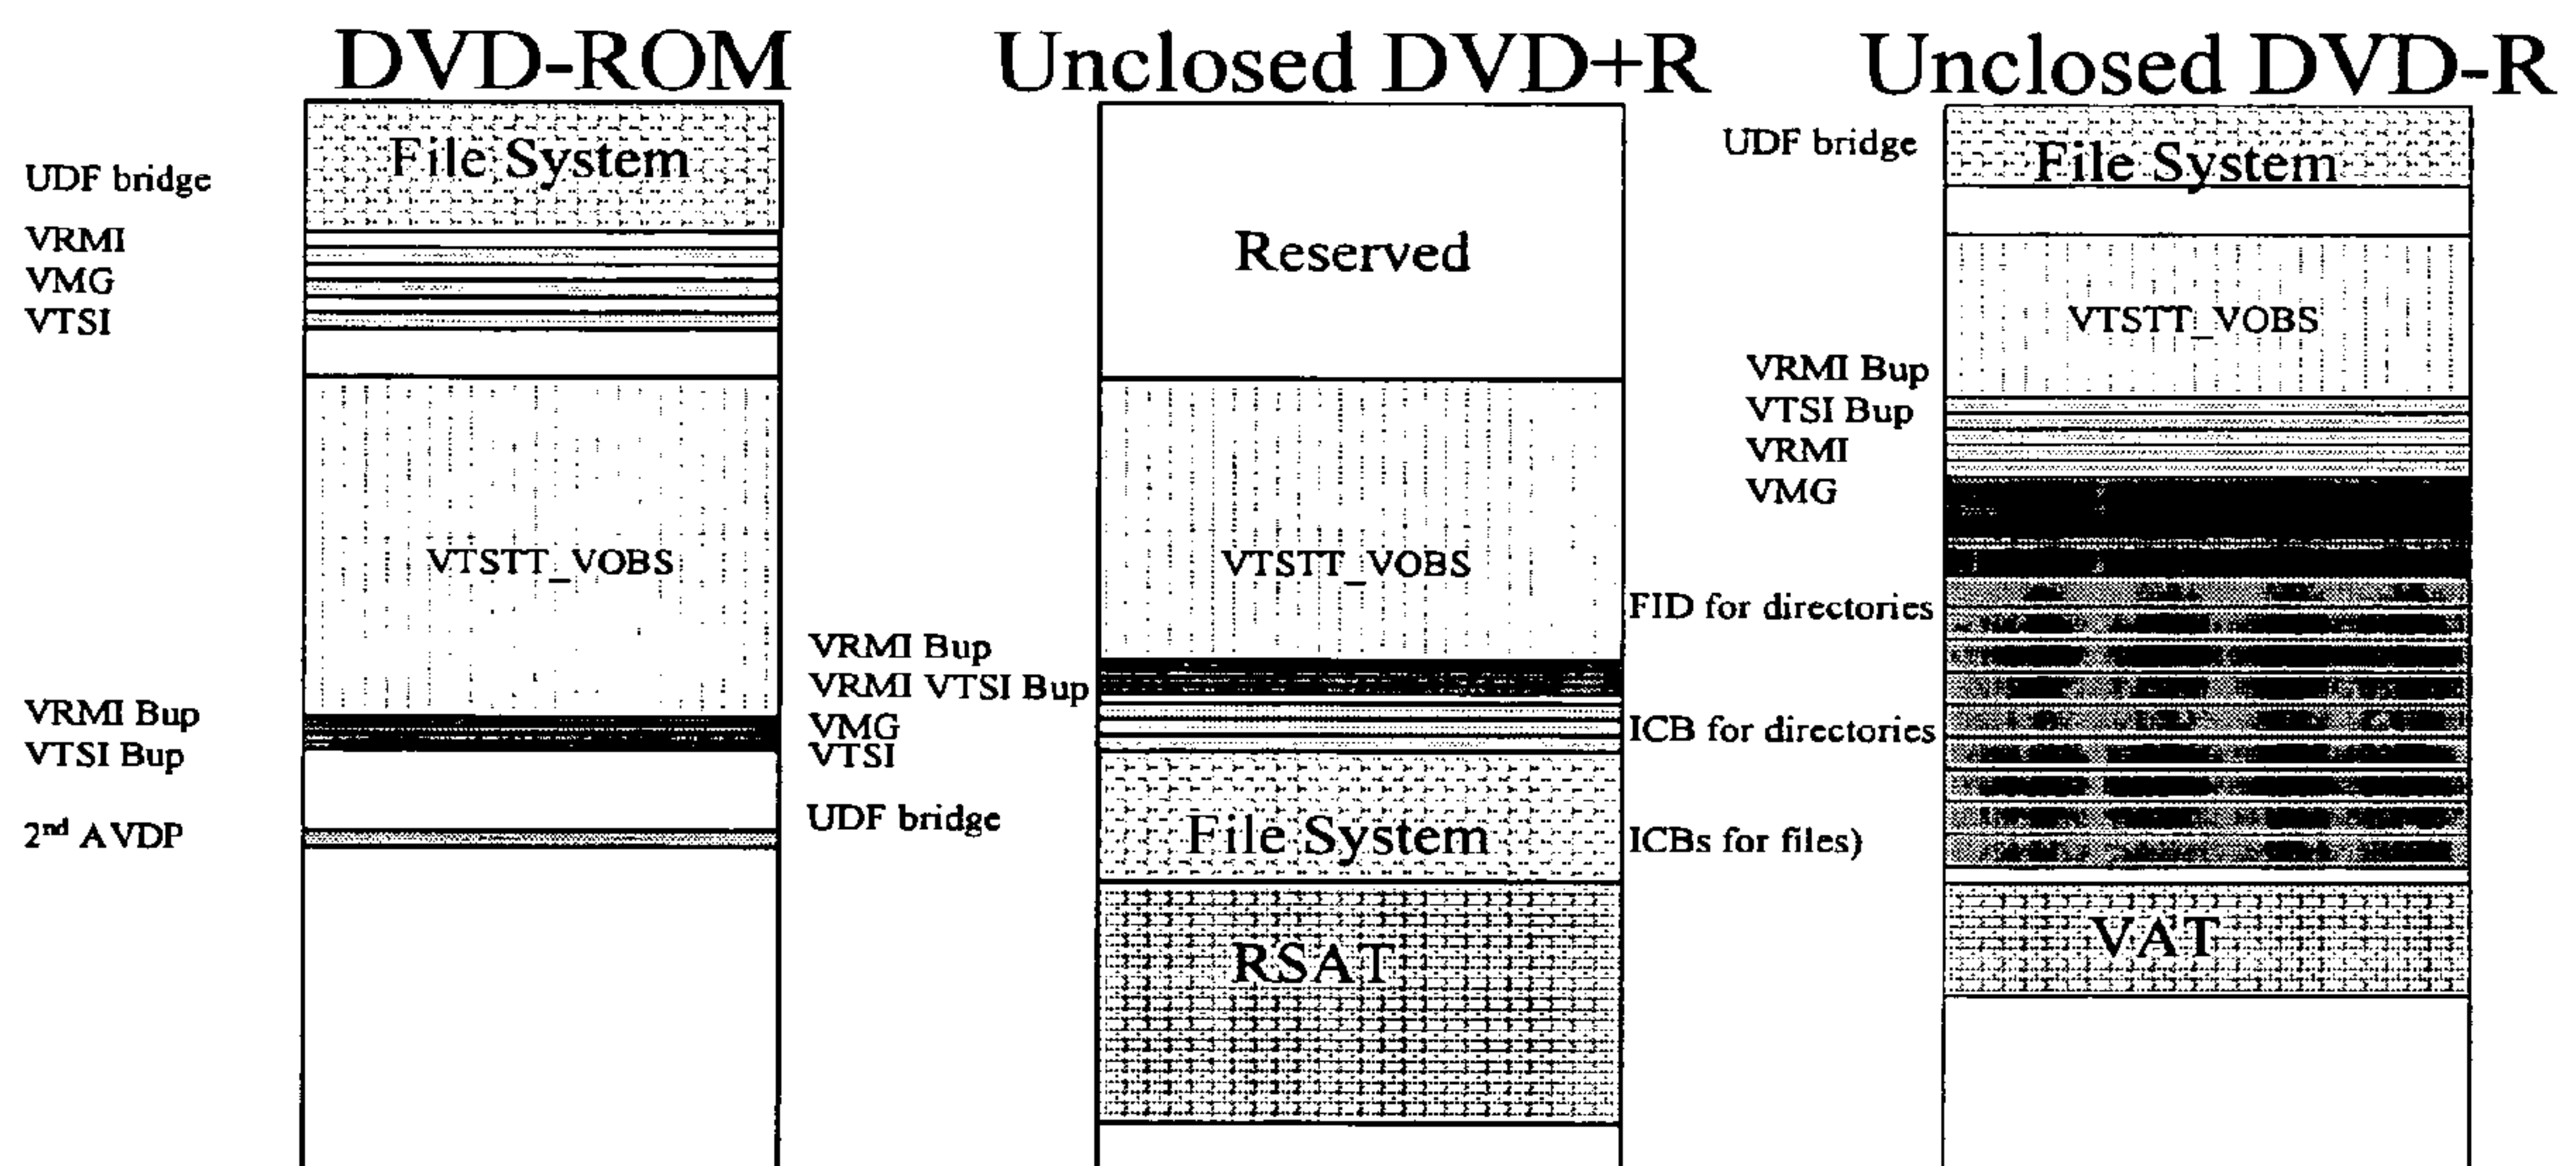 DVD-ROM
UDF bridge
File System
VRMI
VMG
VTSI
VTSTT_VOBS
VRMI Bup
VTSI Bup
2nd AVDP
Unclosed DVD+R
Reserved
VTSTT_VOBS
VRMI Bup
VRMI VTSI Bup
VMG
VTSI
UDF bridge
File System
RSAT
Unclosed DVD-R
UDF bridge
File System
VTSTT_VOBS
VRMI Bup
VTSI Bup
VRMI
VMG
FID for directories
ICB for directories
ICBs for files)
VAT